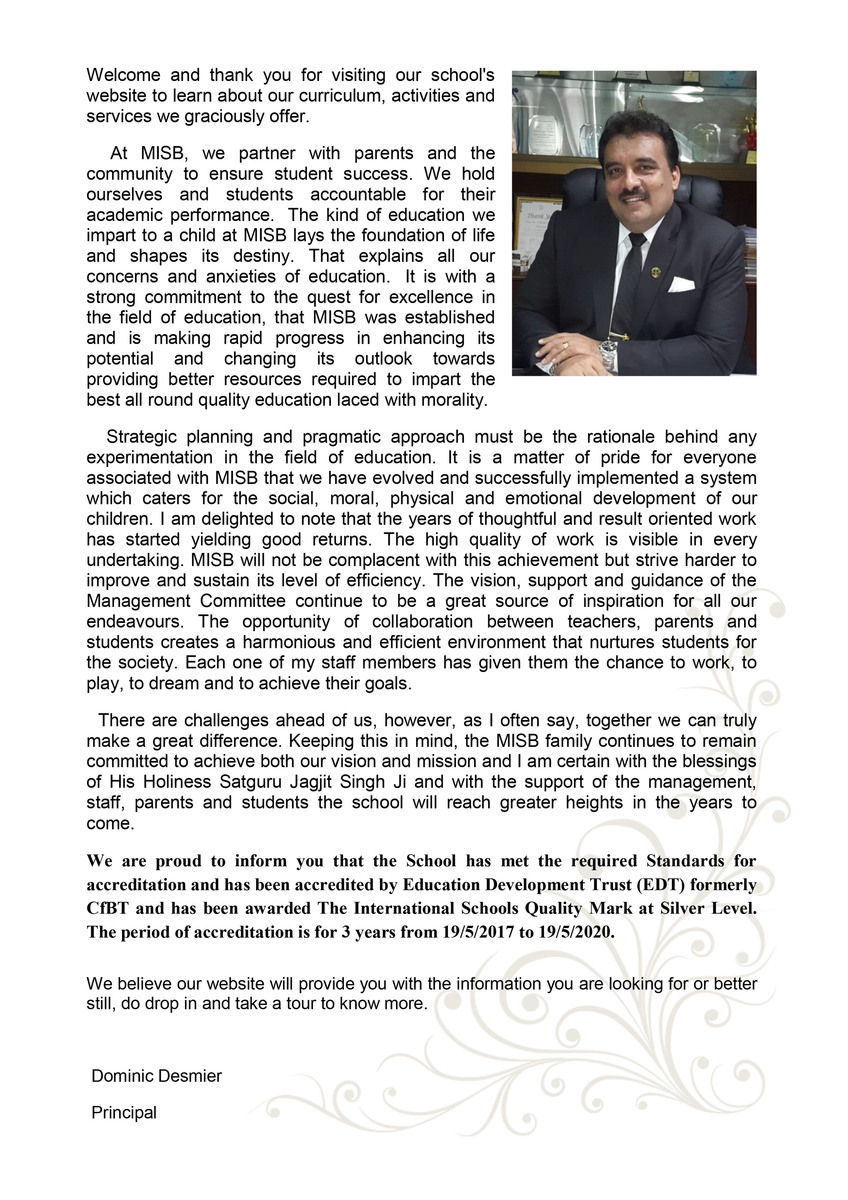 Welcome and thank you for visiting our school's
website to learn about our curriculum, activities and
services we graciously offer.
At MISB, we partner with parents and the
community to ensure student success. We hold
ourselves and students accountable for their
academic performance. The kind of education we
impart to a child at MISB lays the foundation of life
and shapes its destiny. That explains all our
concerns and anxieties of education. It is with a
strong commitment to the quest for excellence in
the field of education, that MISB was established
and is making rapid progress in enhancing its
potential and changing its outlook towards
providing better resources required to impart the
best all round quality education laced with morality.
Strategic planning and pragmatic approach must be the rationale behind any
experimentation in the field of education. It is a matter of pride for everyone
associated with MISB that we have evolved and successfully implemented a system
which caters for the social, moral, physical and emotional development of our
children. I am delighted to note that the years of thoughtful and result oriented work
has started yielding good returns. The high quality of work is visible in every
undertaking. MISB will not be complacent with this achievement but strive harder to
improve and sustain its level of efficiency. The vision, support and guidance of the
Management Committee continue to be a great source of inspiration for all our
endeavours. The opportunity of collaboration between teachers, parents and
students creates a harmonious and efficient environment that nurtures students for
the society. Each one of my staff members has given them the chance to work, to
play, to dream and to achieve their goals.
There are challenges ahead of us, however, as I often say, together we can truly
make a great difference. Keeping this in mind, the MISB family continues to remain
committed to achieve both our vision and mission and I am certain with the blessings
of His Holiness Satguru Jagjit Singh Ji and with the support of the management,
staff, parents and students the school will reach greater heights in the years to
come.
We are proud to inform you that the School has met the required Standards for
accreditation and has been accredited by Education Development Trust (EDT) formerly
CfBT and has been awarded The International Schools Quality Mark at Silver Level.
The period of accreditation is for 3 years from 19/5/2017 to 19/5/2020.
We believe our website will provide you with the information you are looking for or better
still, do drop in and take a tour to know more.
Dominic Desmier
Principal